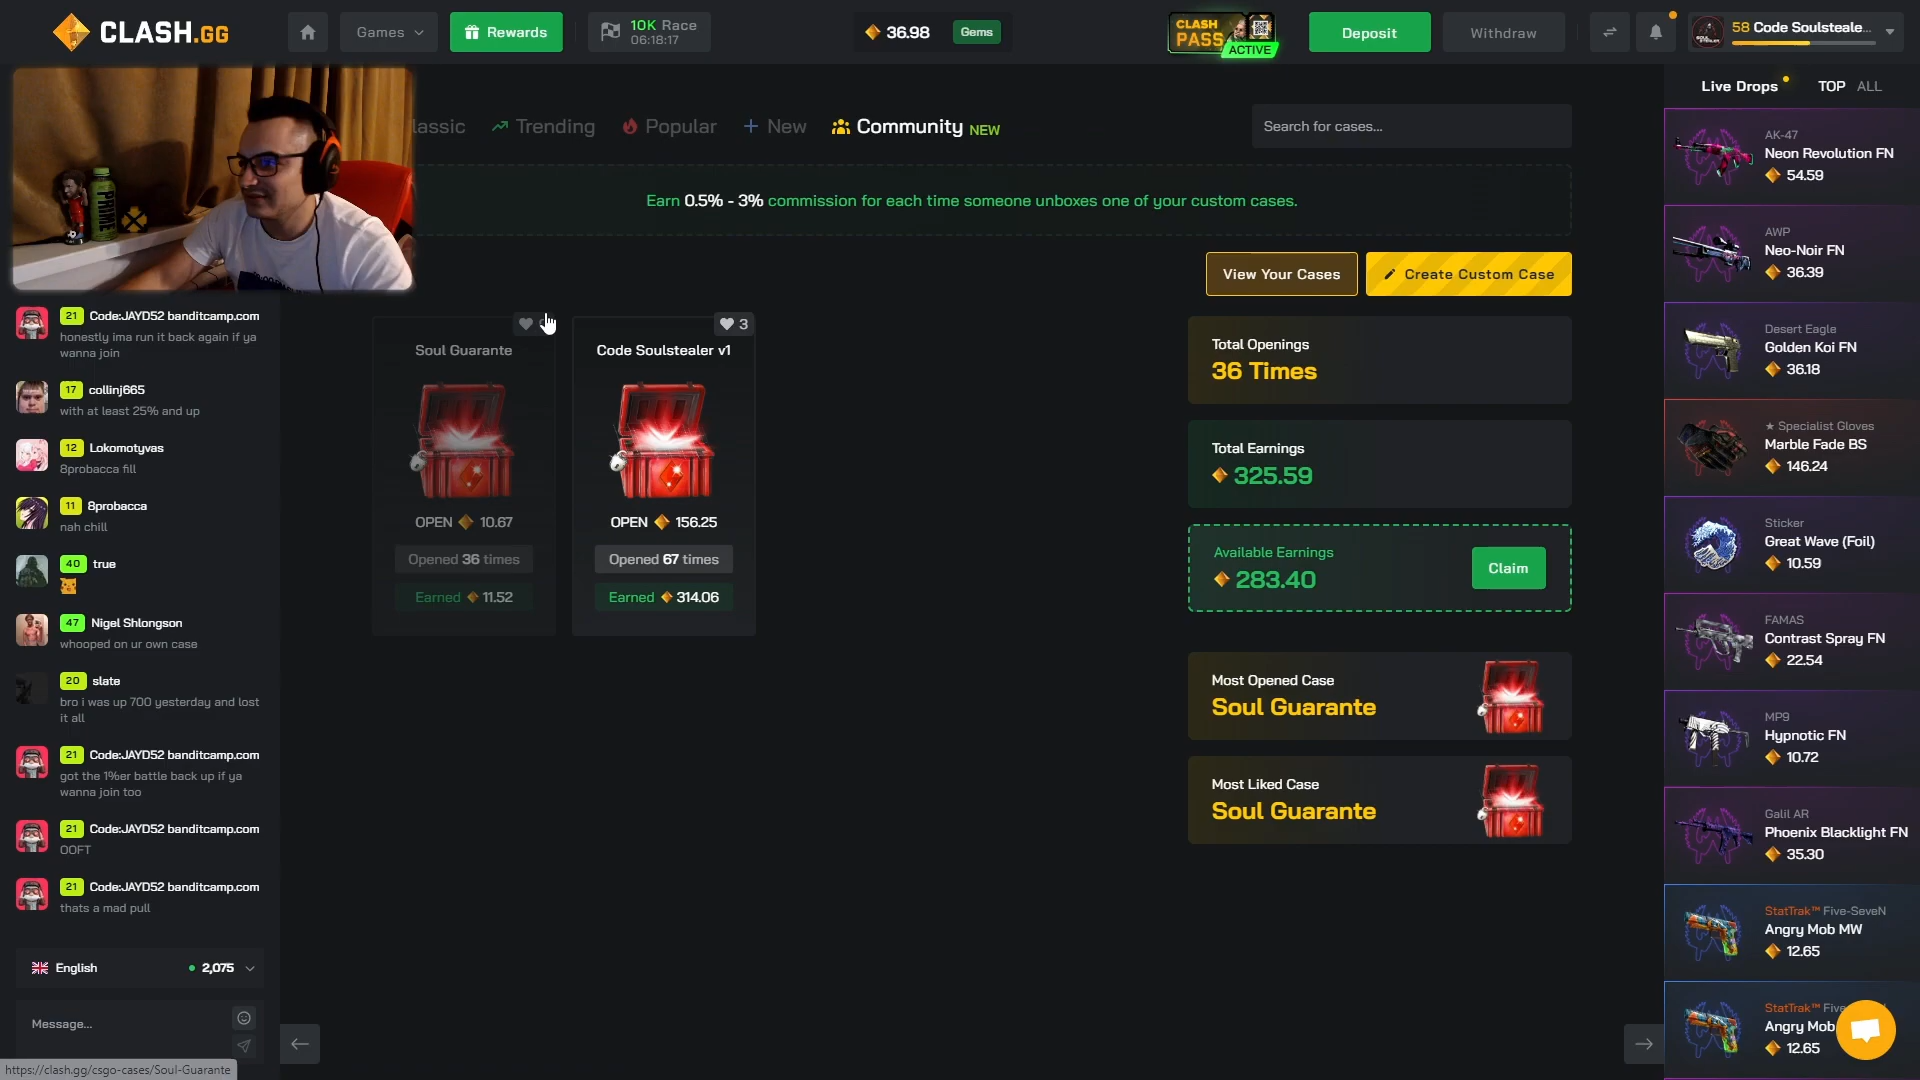 CLASH.GG
Games
Rewards
10K Race
06:18:17
36.98
Gems
CLASH
PASS
ACTIVE
Deposit
Withdraw
58 Code Soulsteale...
lassic
Trending
Popular
New
Community NEW
Search for cases...
Live Drops
TOP
ALL
Earn 0.5% - 3% commission for each time someone unboxes one of your custom cases.
View Your Cases
Create Custom Case
Soul Guarante
OPEN 10.67
Opened 36 times
Earned 11.52
3
Code Soulstealer v1
OPEN 156.25
Opened 67 times
Earned 314.06
Total Openings
36 Times
Total Earnings
325.59
Available Earnings
283.40
Claim
Most Opened Case
Soul Guarante
Most Liked Case
Soul Guarante
21 Code:JAYD52 banditcamp.com
honestly ima run it back again if ya
wanna join
17 collinj665
with at least 25% and up
12 Lokomotyvas
8probacca fill
11 8probacca
nah chill
40 true
47 Nigel Shlongson
whooped on ur own case
20 slate
bro i was up 700 yesterday and lost
it all
21 Code:JAYD52 banditcamp.com
got the 1%er battle back up if ya
wanna join too
21 Code:JAYD52 banditcamp.com
OOFT
21 Code:JAYD52 banditcamp.com
thats a mad pull
English
2,075
Message...
https://clash.gg/csgo-cases/Soul-Guarante
AK-47
Neon Revolution FN
54.59
AWP
Neo-Noir FN
36.39
Desert Eagle
Golden Koi FN
36.18
★ Specialist Gloves
Marble Fade BS
146.24
Sticker
Great Wave (Foil)
10.59
FAMAS
Contrast Spray FN
22.54
MP9
Hypnotic FN
10.72
Galil AR
Phoenix Blacklight FN
35.30
StatTrak™ Five-SeveN
Angry Mob MW
12.65
StatTrak™ Five
Angry Mob
12.65